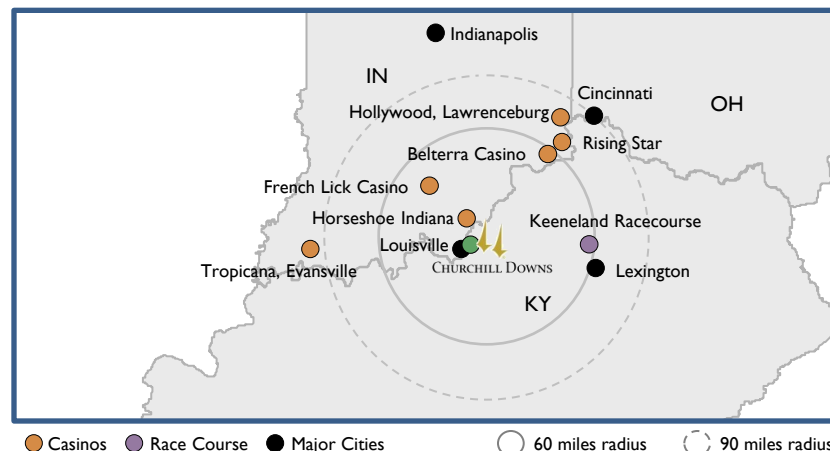 Indianapolis
IN
Cincinnati
OH
Hollywood, Lawrenceburg
Rising Star
Belterra Casino
French Lick Casino
Horseshoe Indiana
Keeneland Racecourse
Louisville
CHURCHILL DOWNS
Tropicana, Evansville
Lexington
KY
Casinos Race Course Major Cities 60 miles radius 90 miles radius